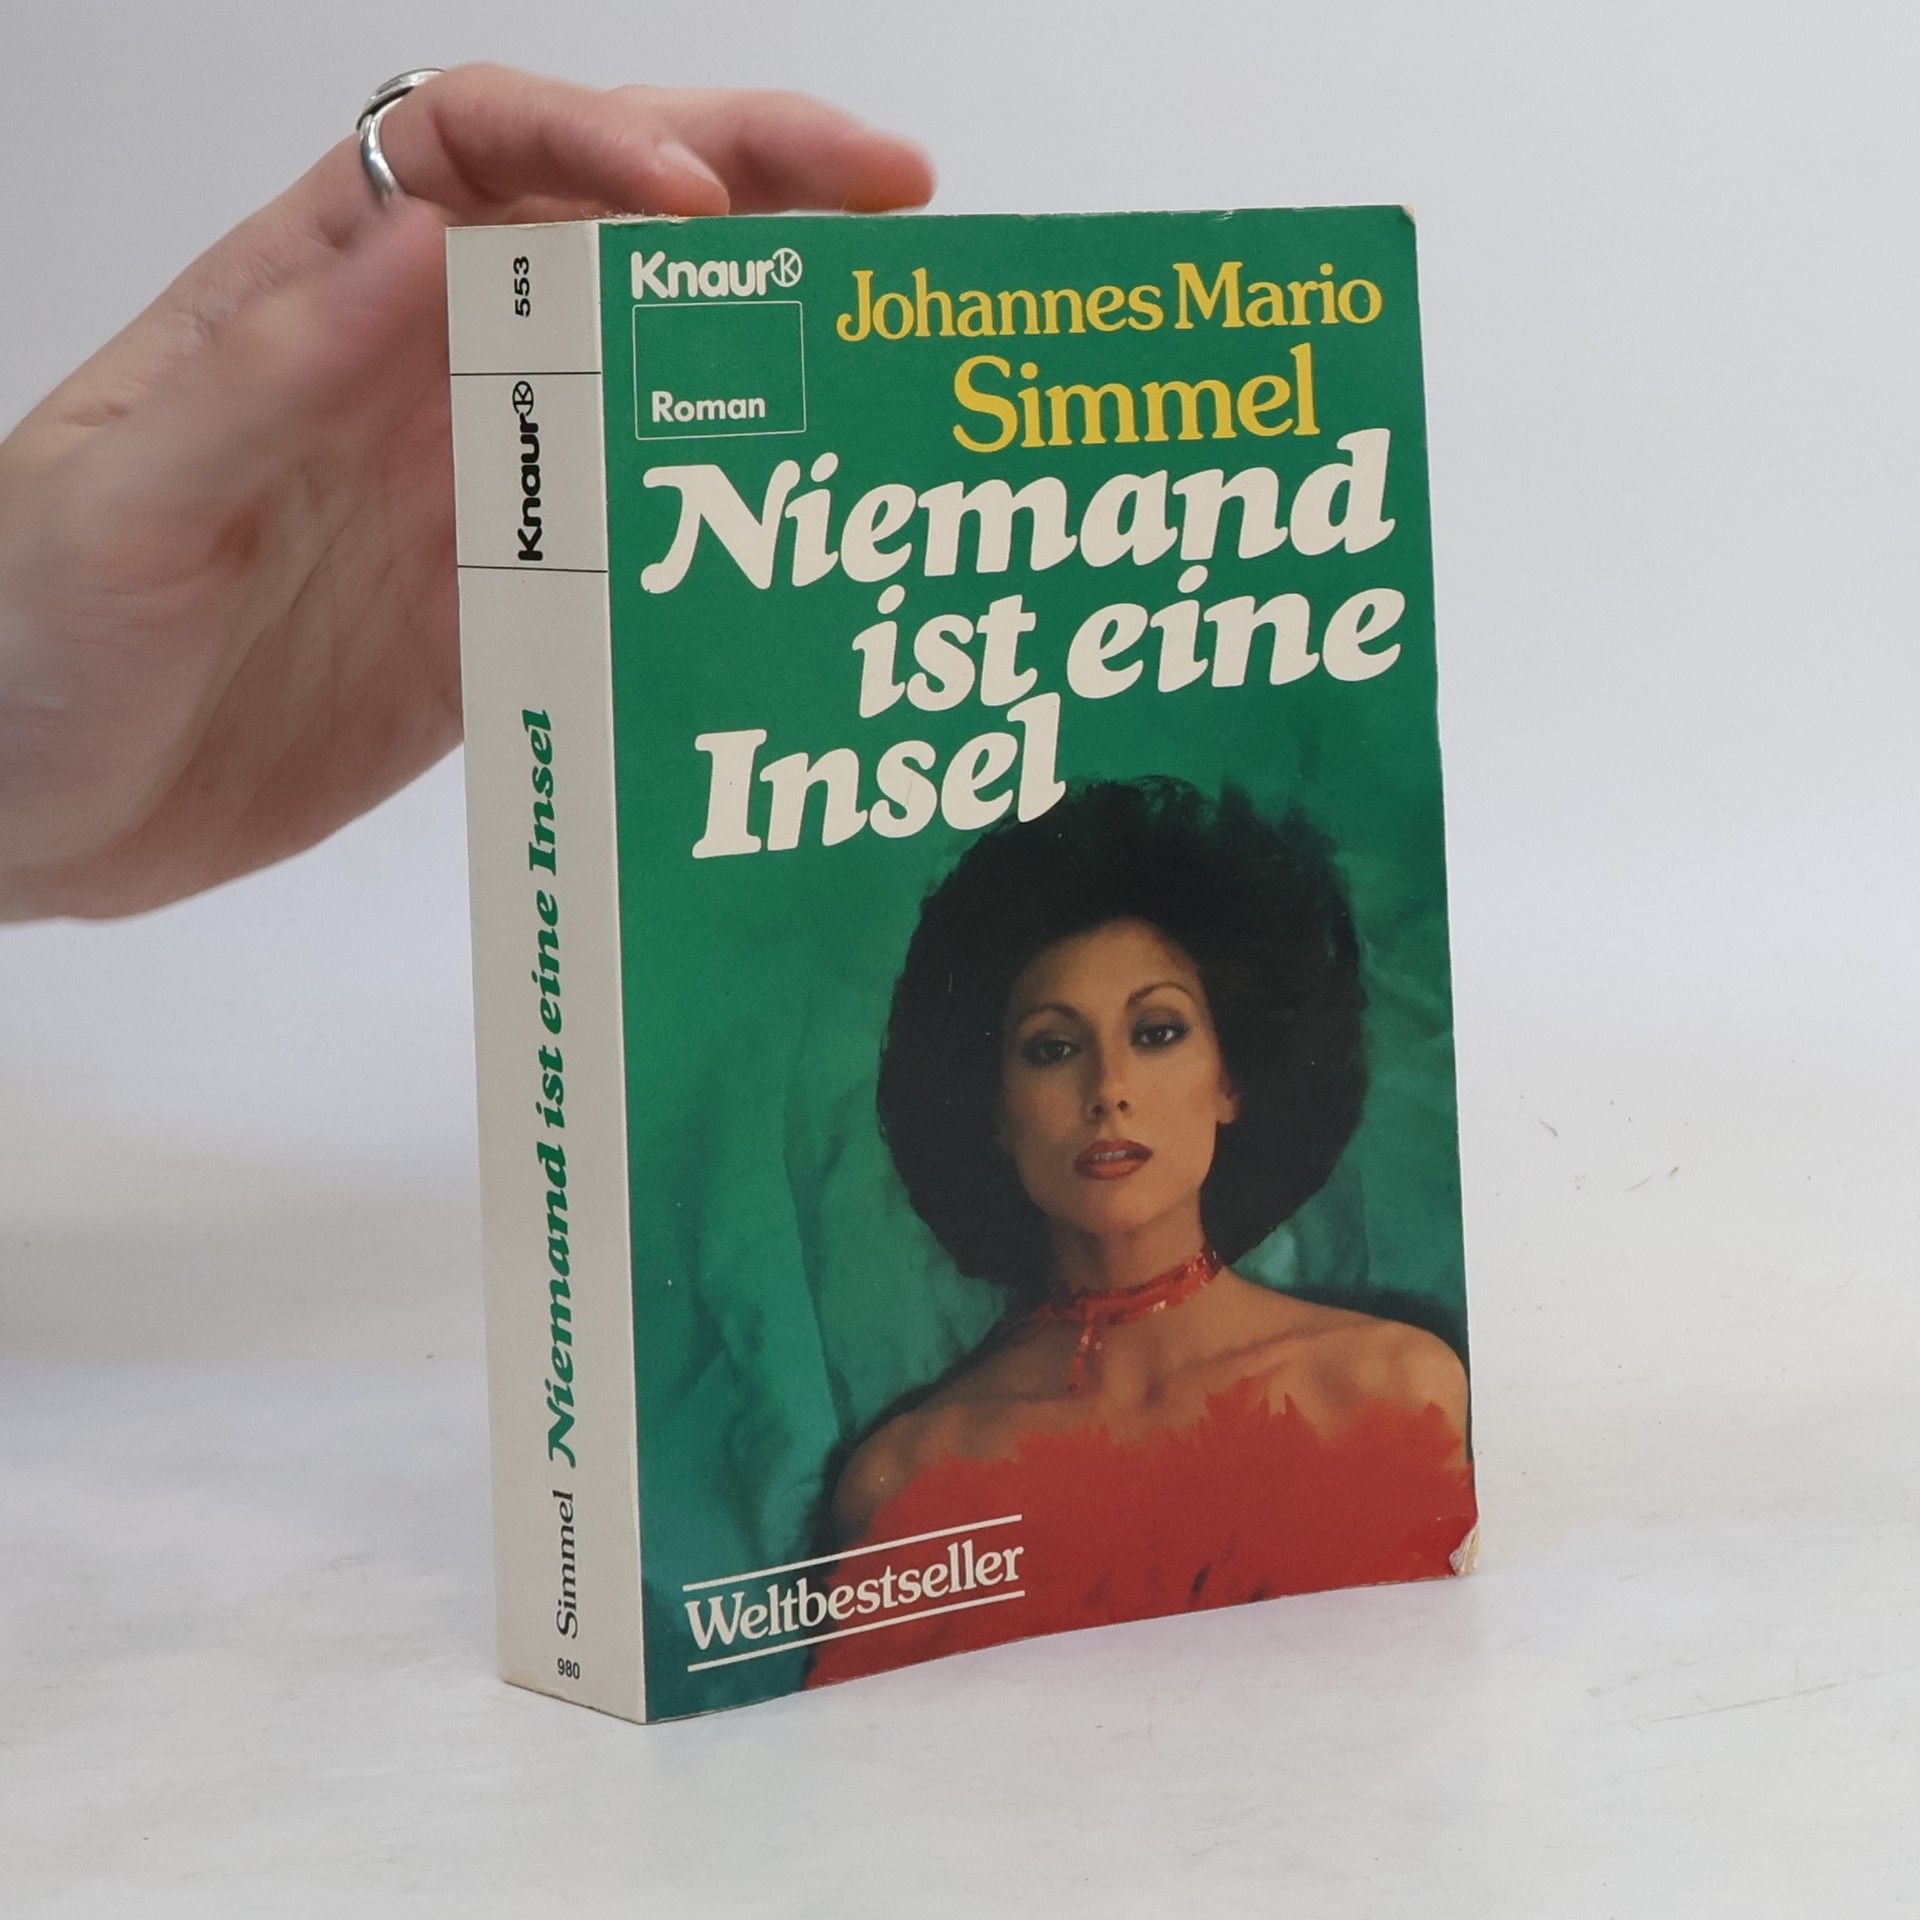 553
Knaur
Niemand ist eine Insel
Simmel
980
Knaur
Roman
Johannes Mario
Simmel
Niemand
ist eine
Insel
Weltbestseller